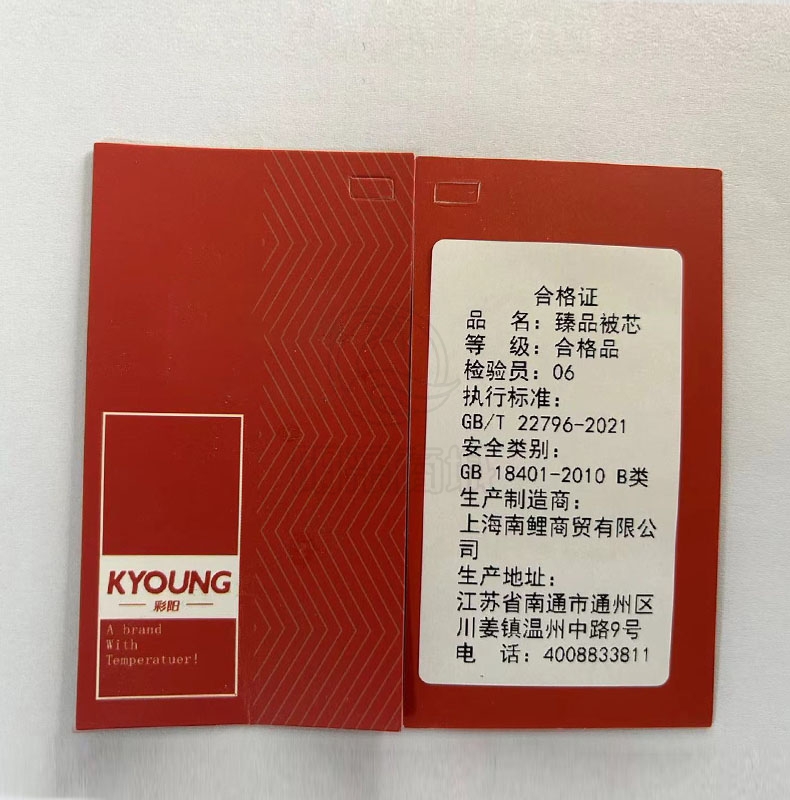 KYOUNG
彩阳
A brand
With
Temperatuer!
合格证
品 名：臻品被芯
等 级：合格品
检验员：06
执行标准：
GB/T 22796-2021
安全类别：
GB 18401-2010 B类
生产制造商：
上海南鲤商贸有限公
司
生产地址：
江苏省南通市通州区
川姜镇温州中路9号
电 话：4008833811